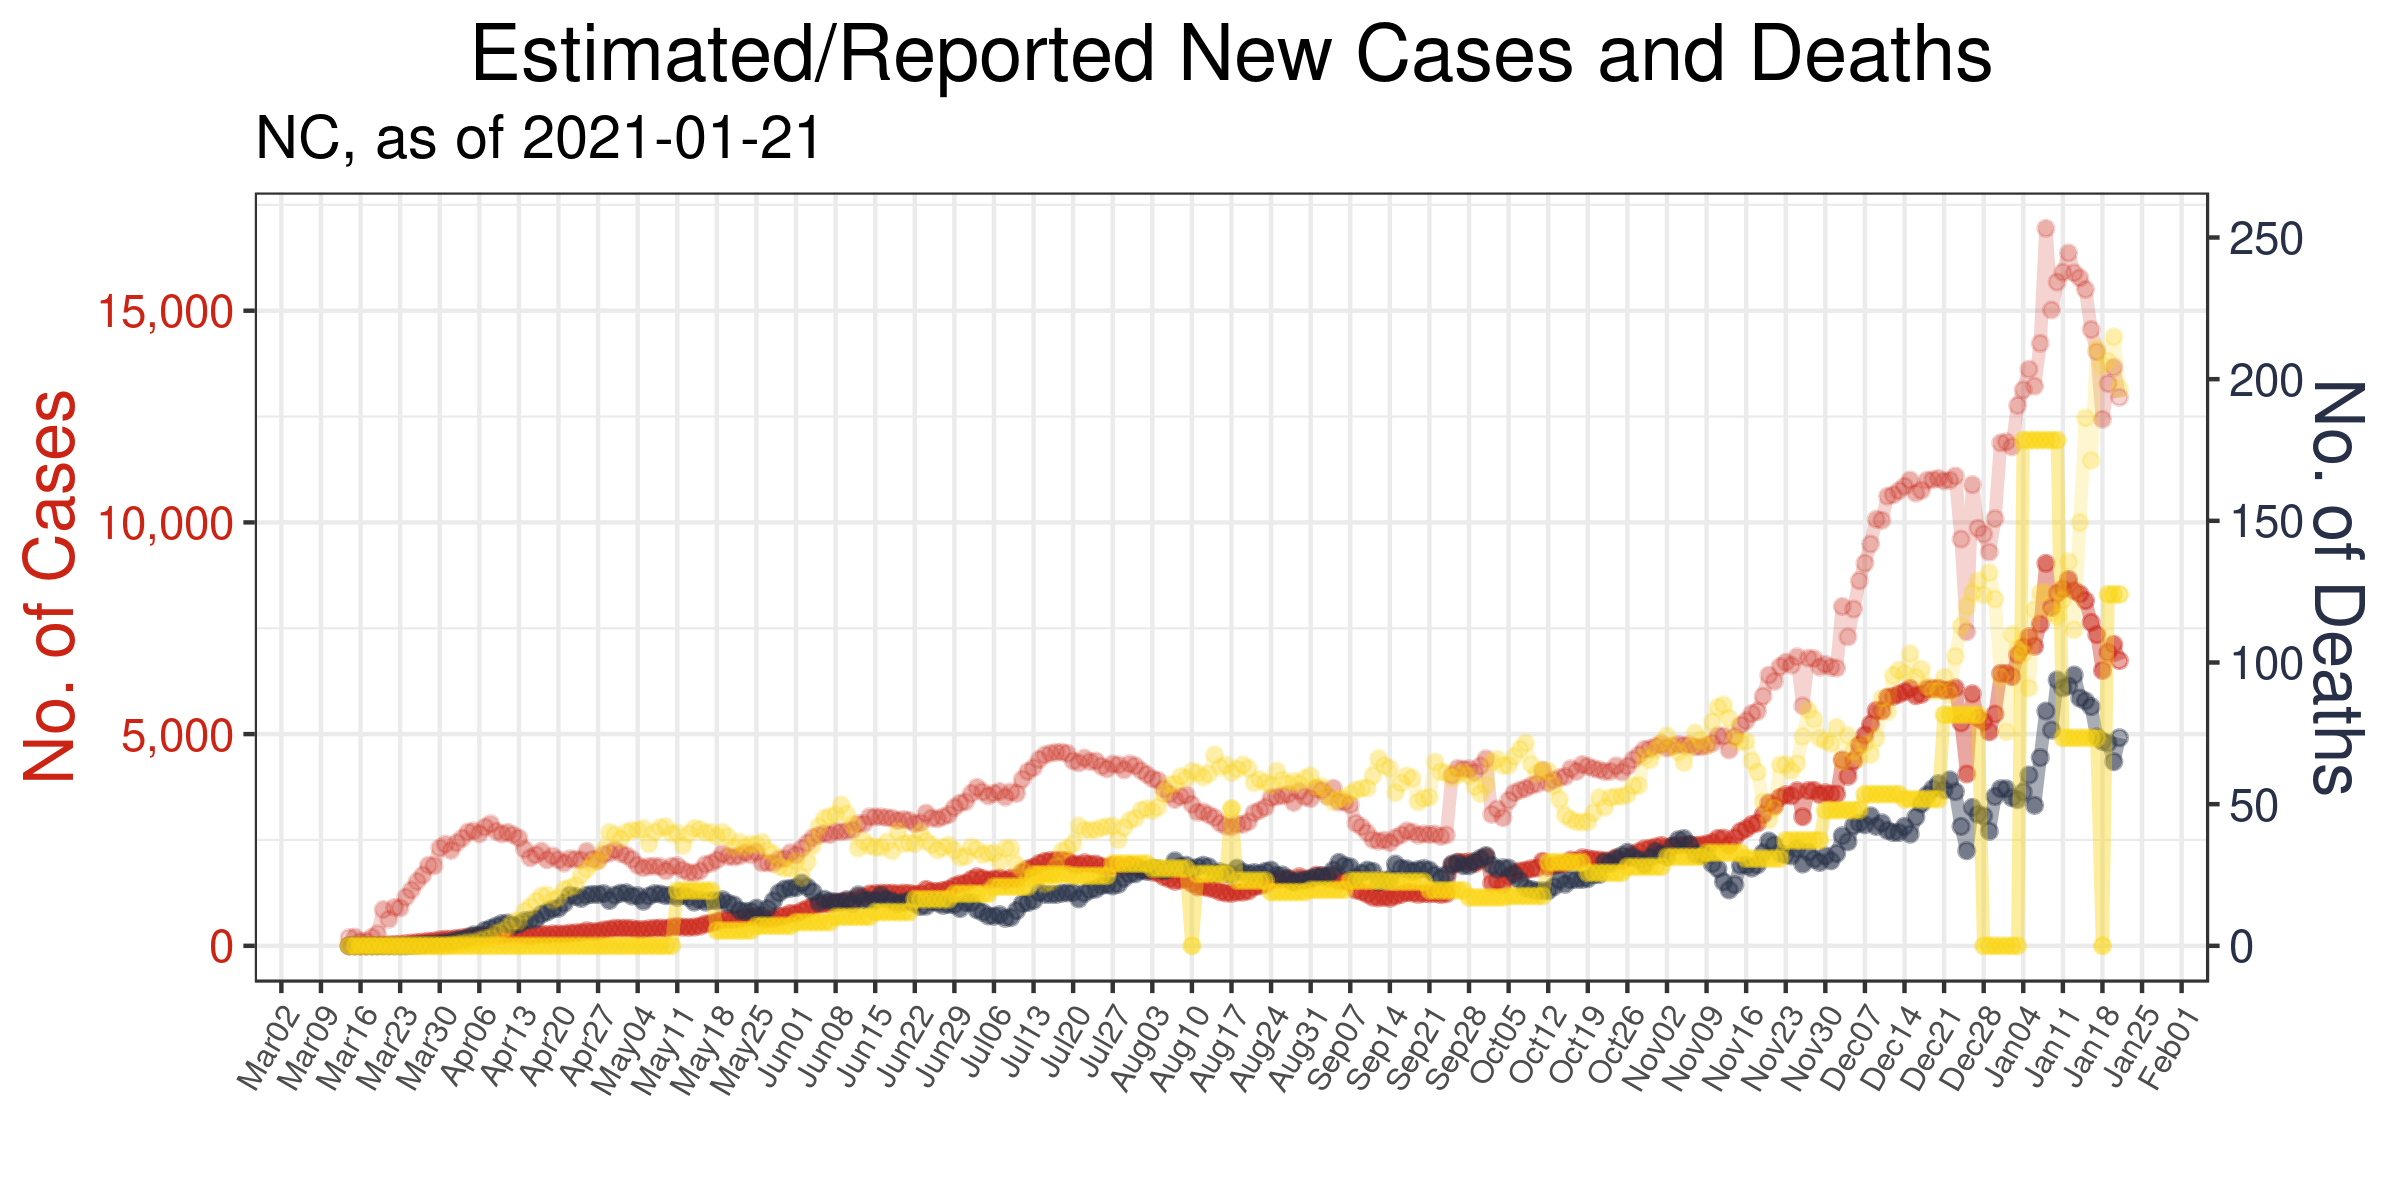 Estimated/Reported New Cases and Deaths
NC, as of 2021-01-21
No. of Cases
15,000
10,000
5,000
0
250
200
150
100
50
0
No. of Deaths
Mar02
Mar09
Mar16
Mar23
Mar30
Apr06
Apr13
Apr20
Apr27
May04
May11
May18
May25
Jun01
Jun08
Jun15
Jun22
Jun29
Jul06
Jul13
Jul20
Jul27
Aug03
Aug10
Aug17
Aug24
Aug31
Sep07
Sep14
Sep21
Sep28
Oct05
Oct12
Oct19
Oct26
Nov02
Nov09
Nov16
Nov23
Nov30
Dec07
Dec14
Dec21
Dec28
Jan04
Jan11
Jan18
Jan25
Feb01